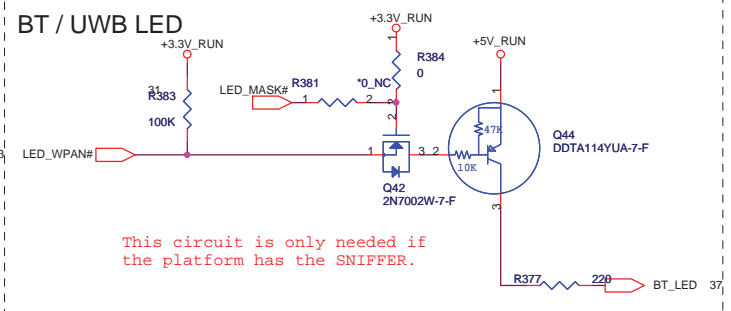 BT / UWB LED
+3.3V_RUN
+3.3V_RUN
+5V_RUN
1
R384
0
1
31
R383
100K
LED_MASK#
R381
*0_NC
1
2
2
2
47K
10K
Q44
DDTA114YUA-7-F
3
LED_WPAN#
1
3
2
Q42
2N7002W-7-F
3
This circuit is only needed if
the platform has the SNIFFER.
R377
220
BT_LED
37